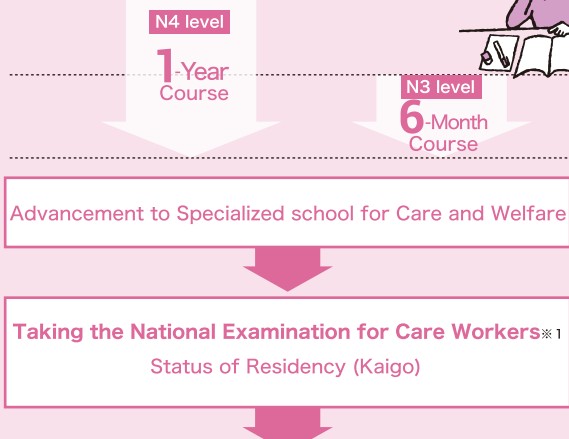 N4 level
1-Year
Course
N3 level
6-Month
Course
Advancement to Specialized school for Care and Welfare
Taking the National Examination for Care Workers※1
Status of Residency (Kaigo)